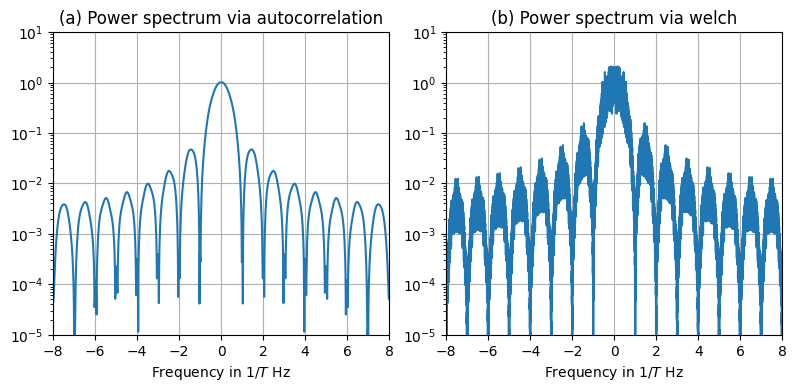 (a) Power spectrum via autocorrelation
10^1
10^0
10^-1
10^-2
10^-3
10^-4
10^-5
−8 −6 −4 −2 0 2 4 6 8
Frequency in 1/T Hz
(b) Power spectrum via welch
10^1
10^0
10^-1
10^-2
10^-3
10^-4
10^-5
−8 −6 −4 −2 0 2 4 6 8
Frequency in 1/T Hz